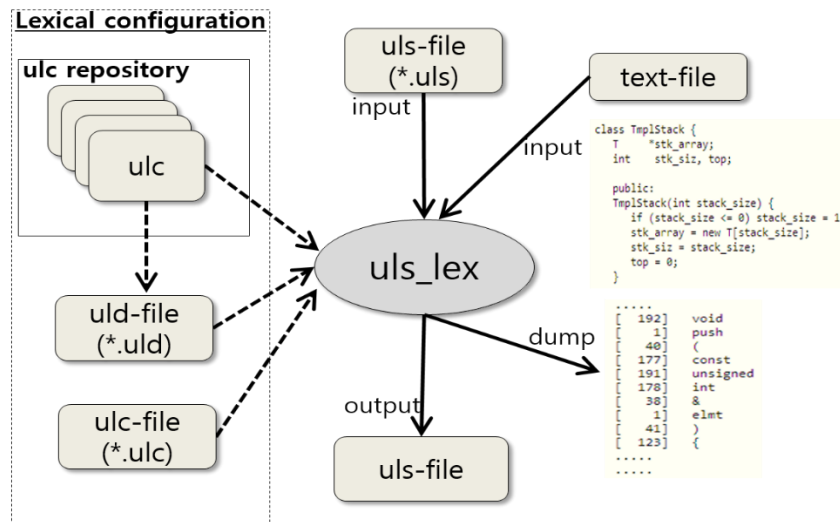 Lexical configuration
ulc repository
ulc
uld-file
(*.uld)
ulc-file
(*.ulc)
uls-file
(*.uls)
text-file
input
input
class TmplStack {
T *stk_array;
int stk_siz, top;
public:
TmplStack(int stack_size) {
if (stack_size <= 0) stack_size = 1
stk_array = new T[stack_size];
stk_siz = stack_size;
top = 0;
}
uls_lex
dump
output
uls-file
.....
[ 192] void
[ 1] push
[ 40] (
[ 177] const
[ 191] unsigned
[ 178] int
[ 38] &
[ 1] elmt
[ 41] )
[ 123] {
.....
.....